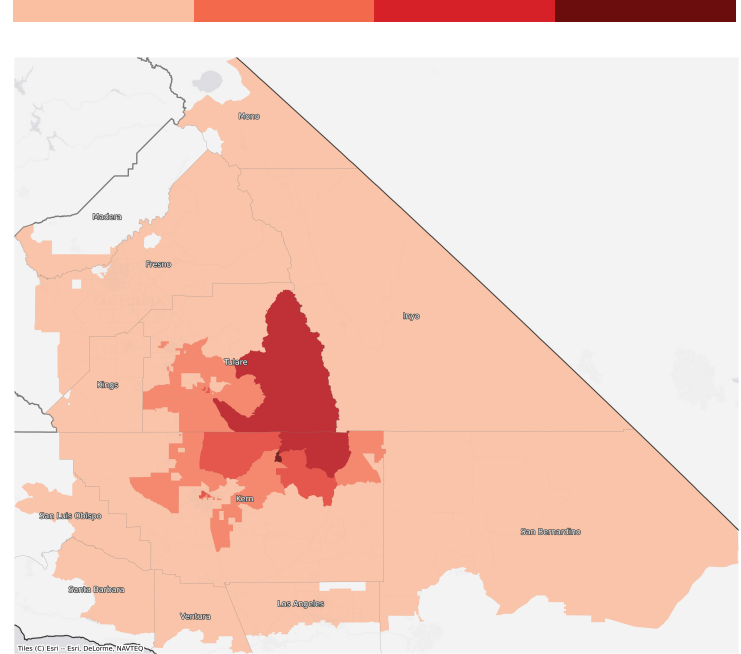 Mono
Madera
Fresno
Inyo
Tulare
Kings
Kern
San Luis Obispo
San Bernardino
Santa Barbara
Los Angeles
Ventura
Tiles (C) Esri -- Esri, DeLorme, NAVTEQ